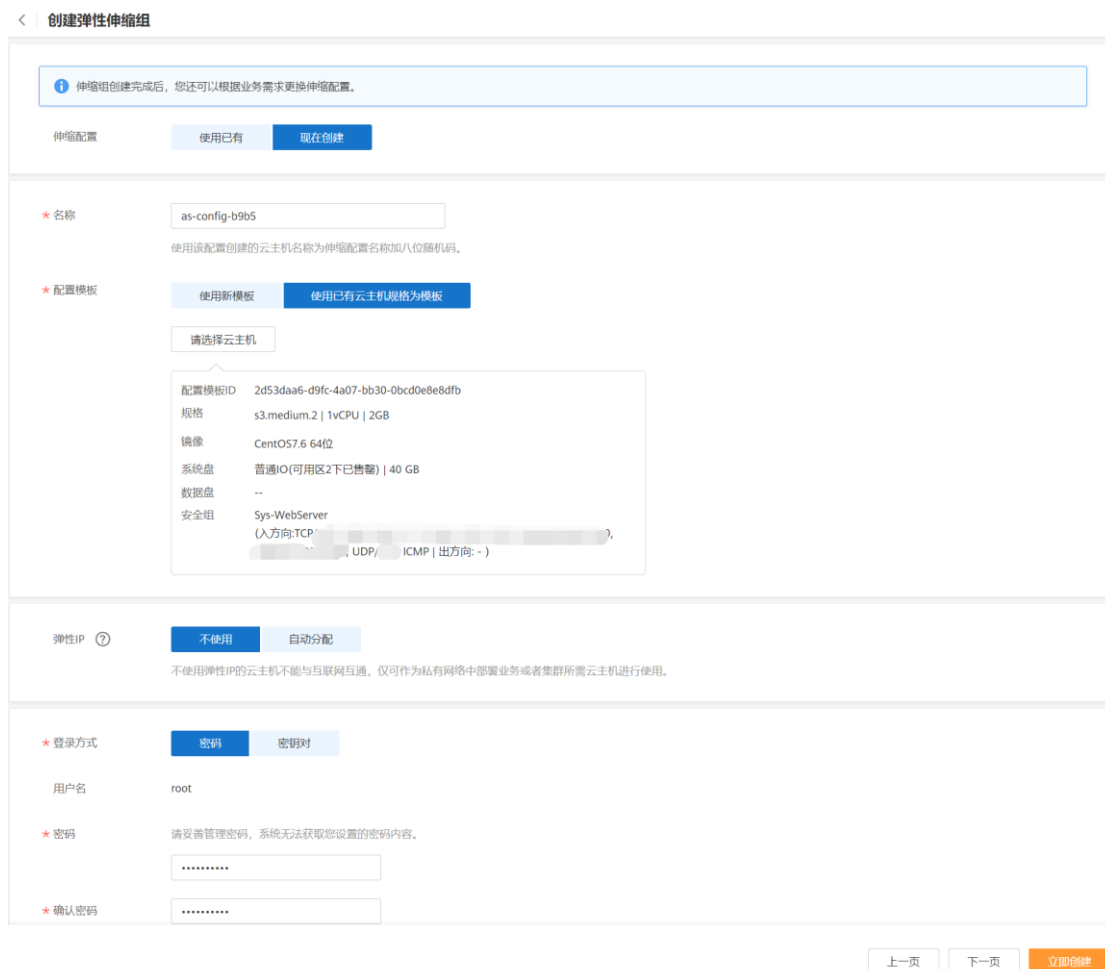 创建弹性伸缩组
伸缩组创建完成后，您还可以根据业务需求更换伸缩配置。
伸缩配置 使用已有 现在创建
* 名称 as-config-b9b5
使用该配置创建的云主机名称为伸缩配置名称加八位随机码。
* 配置模板 使用新模板 使用已有云主机规格为模板
请选择云主机
配置模板ID 2d53daa6-d9fc-4a07-bb30-0bcd0e8e8dfb
规格 s3.medium.2 | 1vCPU | 2GB
镜像 CentOS7.6 64位
系统盘 普通IO(可用区2下已售罄) | 40 GB
数据盘 --
安全组 Sys-WebServer
(入方向:TCP
, UDP/ ICMP | 出方向: - )
弹性IP ? 不使用 自动分配
不使用弹性IP的云主机不能与互联网互通，仅可作为私有网络中部署业务或者集群所需云主机进行使用。
* 登录方式 密码 密钥对
用户名 root
* 密码 请妥善管理密码，系统无法获取您设置的密码内容。
••••••••••
* 确认密码 ••••••••••
上一页 下一页 立即创建